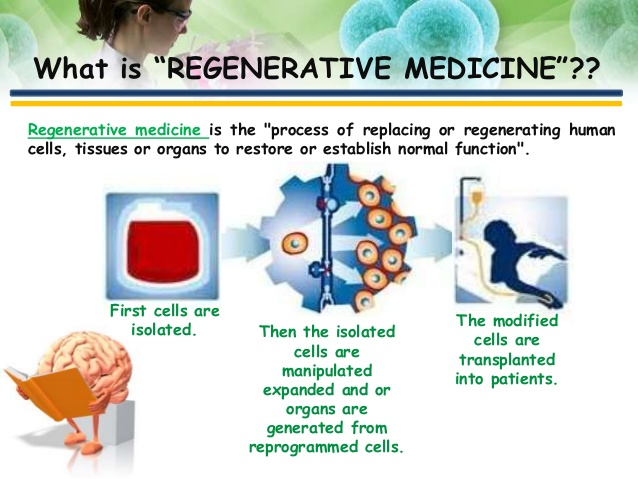 What is “REGENERATIVE MEDICINE”??
Regenerative medicine is the "process of replacing or regenerating human
cells, tissues or organs to restore or establish normal function".
First cells are
isolated.
Then the isolated
cells are
manipulated
expanded and or
organs are
generated from
reprogrammed cells.
The modified
cells are
transplanted
into patients.